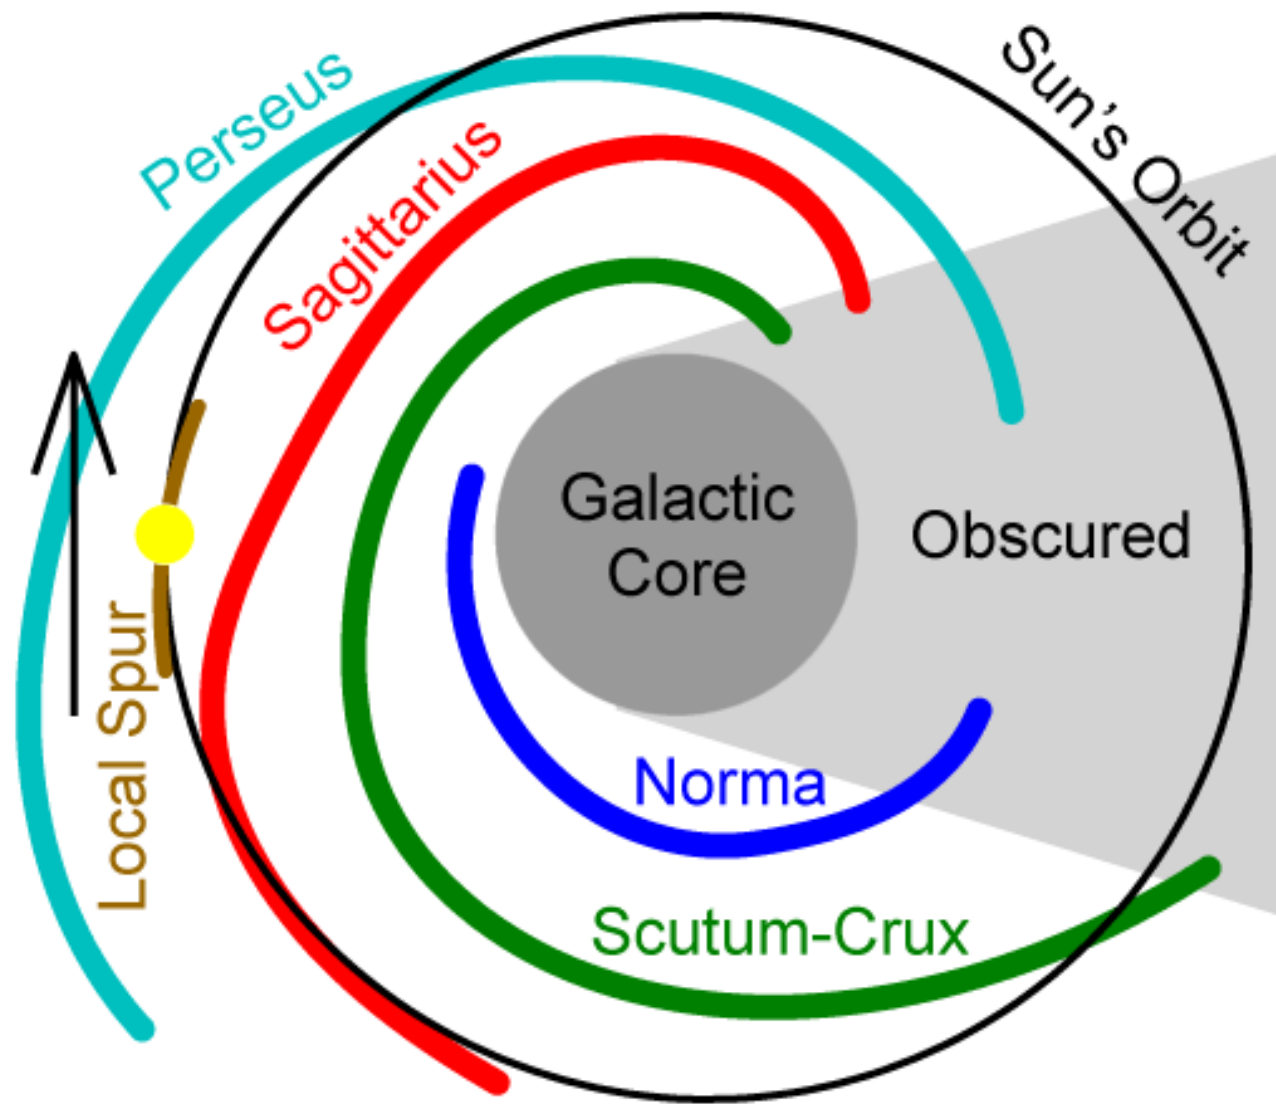 Perseus
Sun's Orbit
Sagittarius
Galactic
Core
Obscured
Local Spur
Norma
Scutum-Crux